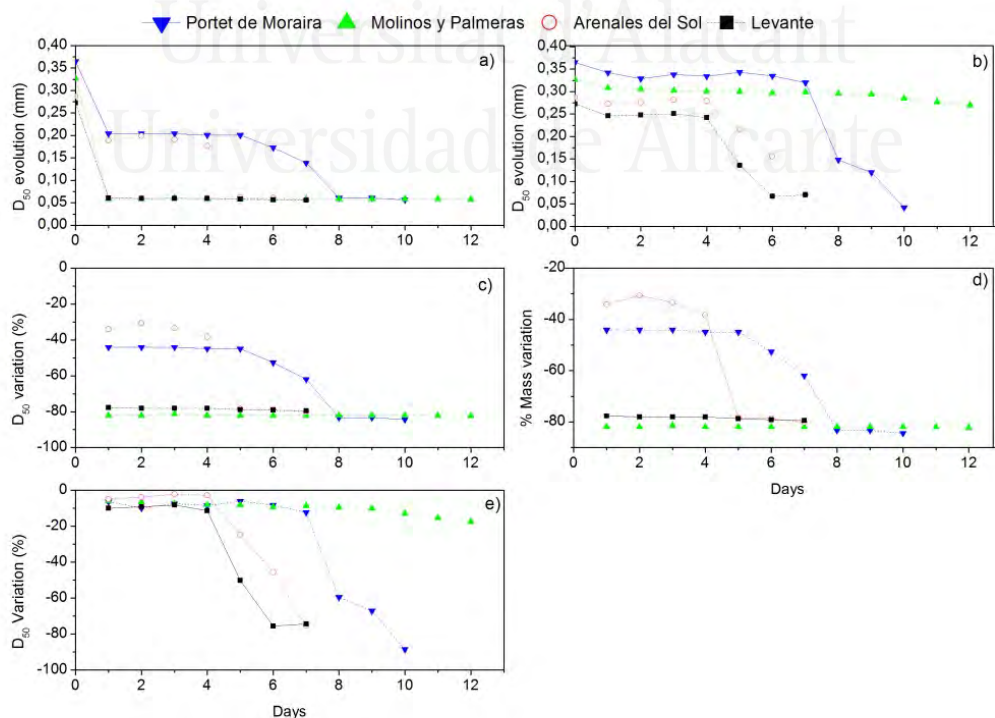 Universitat d'Alacant
Universidad de Alicante
Portet de Moraira Molinos y Palmeras Arenales del Sol Levante
a)
D50 evolution (mm)
0,40
0,35
0,30
0,25
0,20
0,15
0,10
0,05
0,00
0 2 4 6 8 10 12
b)
D50 evolution (mm)
0,40
0,35
0,30
0,25
0,20
0,15
0,10
0,05
0,00
0 2 4 6 8 10 12
c)
D50 variation (%)
0
-20
-40
-60
-80
-100
0 2 4 6 8 10 12
d)
% Mass variation
-20
-40
-60
-80
0 2 4 6 8 10 12
Days
e)
D50 Variation (%)
0
-20
-40
-60
-80
-100
0 2 4 6 8 10 12
Days